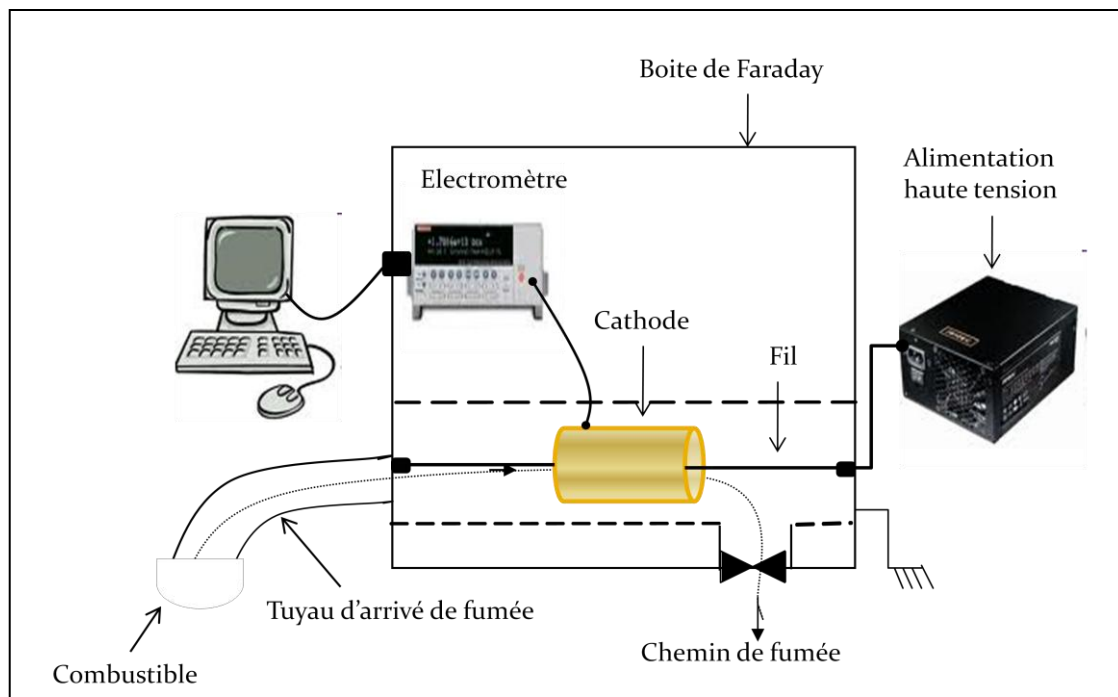 Boite de Faraday
Alimentation
haute tension
Electromètre
Cathode
Fil
Tuyau d'arrivé de fumée
Chemin de fumée
Combustible